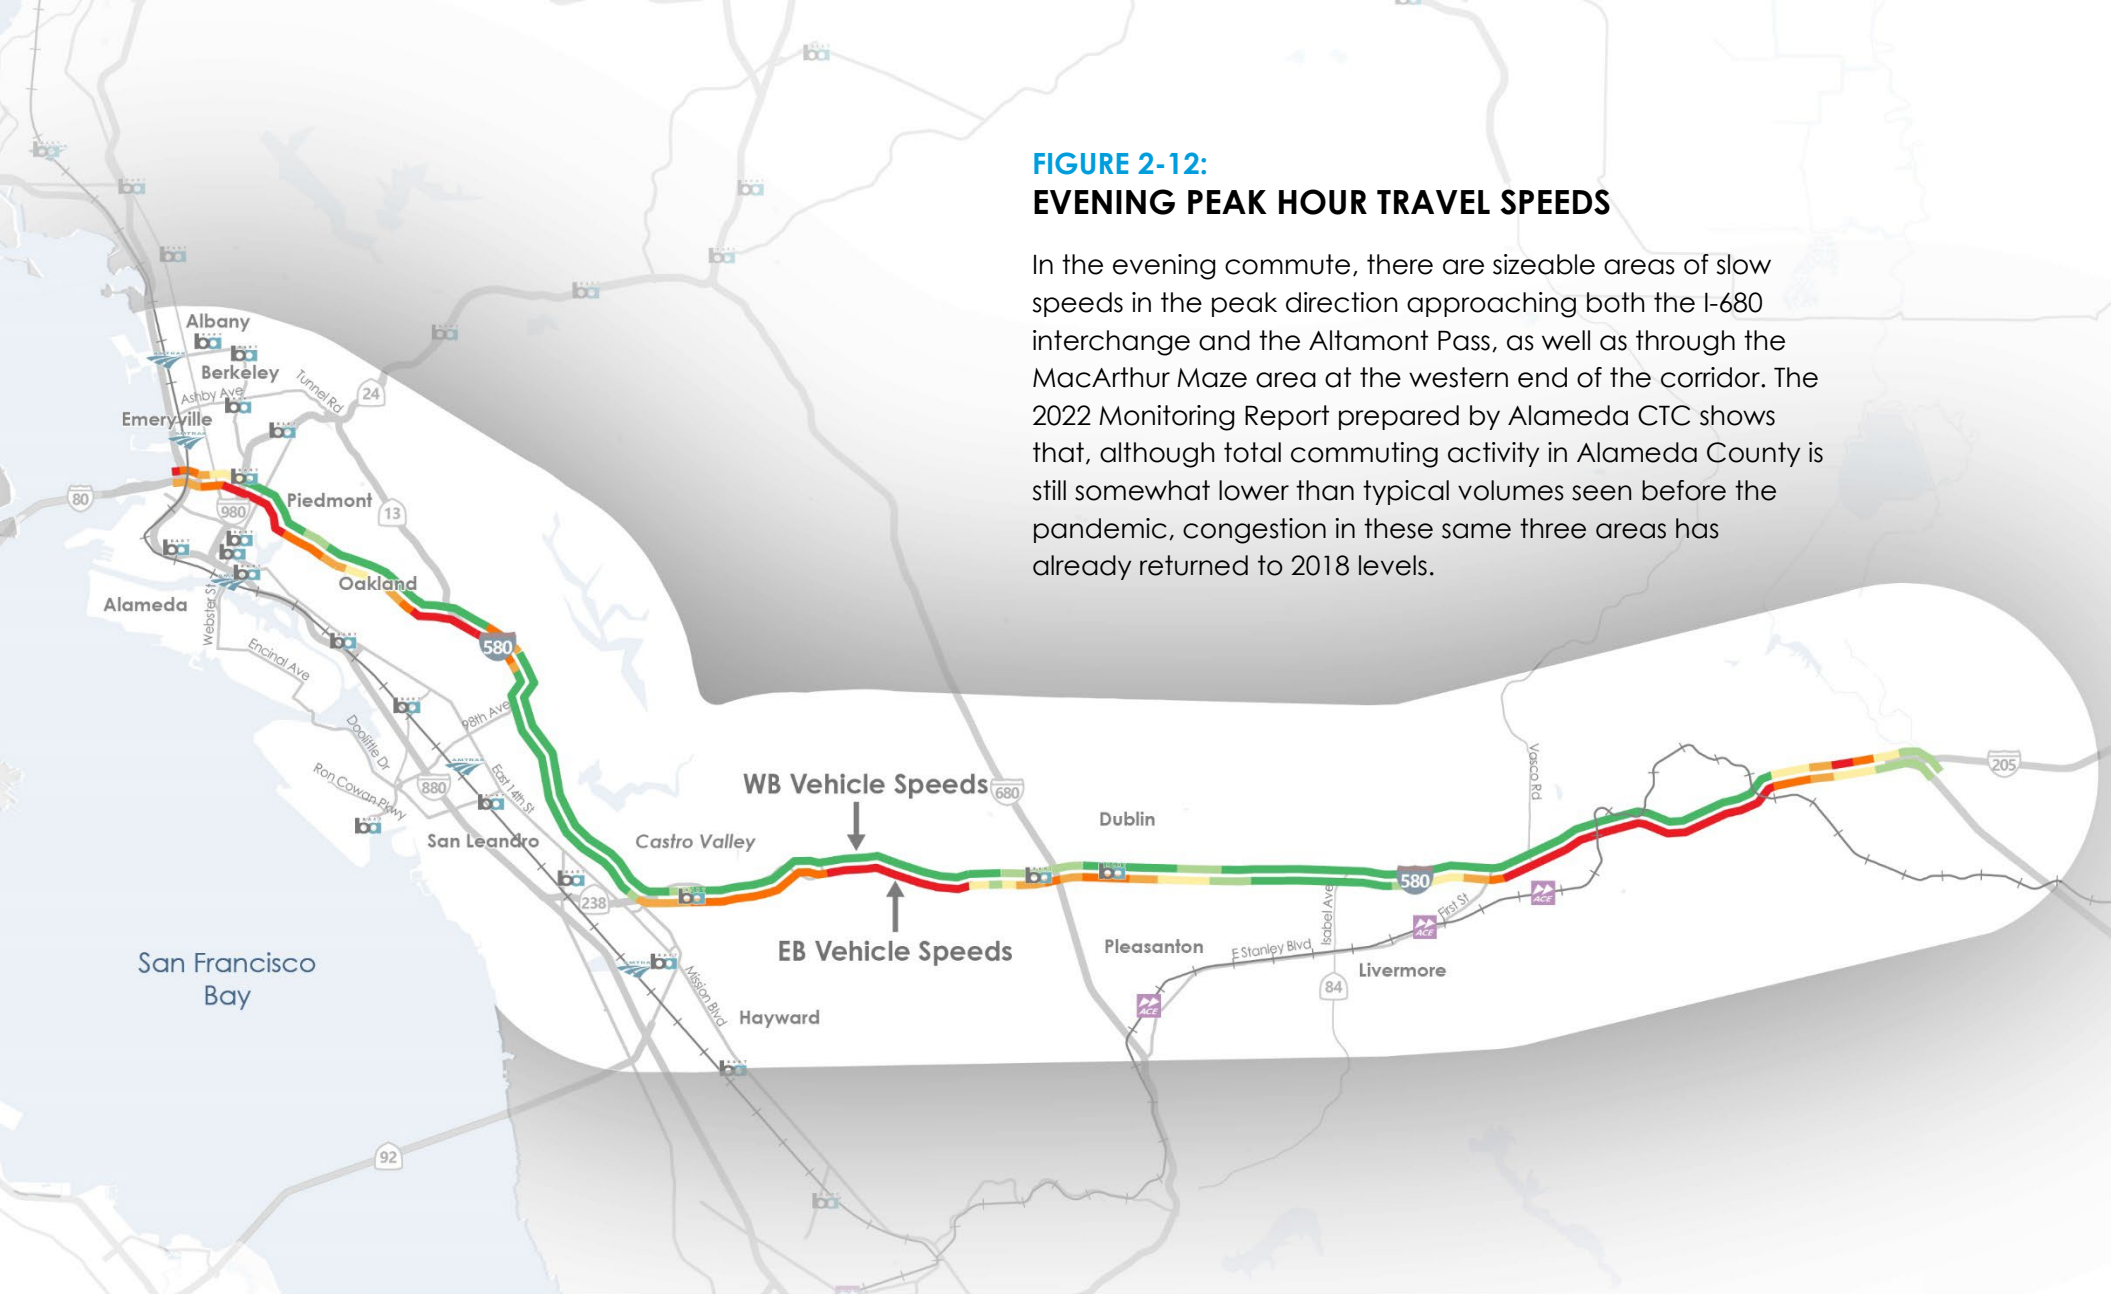 FIGURE 2-12:
EVENING PEAK HOUR TRAVEL SPEEDS
In the evening commute, there are sizeable areas of slow
speeds in the peak direction approaching both the I-680
interchange and the Altamont Pass, as well as through the
MacArthur Maze area at the western end of the corridor. The
2022 Monitoring Report prepared by Alameda CTC shows
that, although total commuting activity in Alameda County is
still somewhat lower than typical volumes seen before the
pandemic, congestion in these same three areas has
already returned to 2018 levels.
Albany
Berkeley
Tunnel Rd
24
Ashby Ave
Emeryville
AMTRAK
80
980
Piedmont
13
Oakland
Alameda
Webster St
Encinal Ave
580
98th Ave
Doolittle Dr
Ron Cowan Pkwy
880
East 14th St
San Leandro
Castro Valley
WB Vehicle Speeds
680
Dublin
Vasco Rd
205
238
EB Vehicle Speeds
580
First St
ACE
Isabel Ave
ACE
Pleasanton
E Stanley Blvd
Livermore
84
ACE
San Francisco
Bay
Mission Blvd
Hayward
92